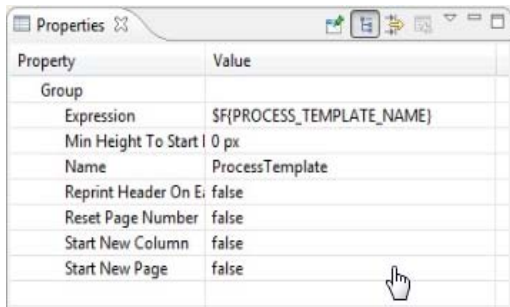 Properties
Property Value
Group
Expression $F{PROCESS_TEMPLATE_NAME}
Min Height To Start 0 px
Name ProcessTemplate
Reprint Header On Ea false
Reset Page Number false
Start New Column false
Start New Page false